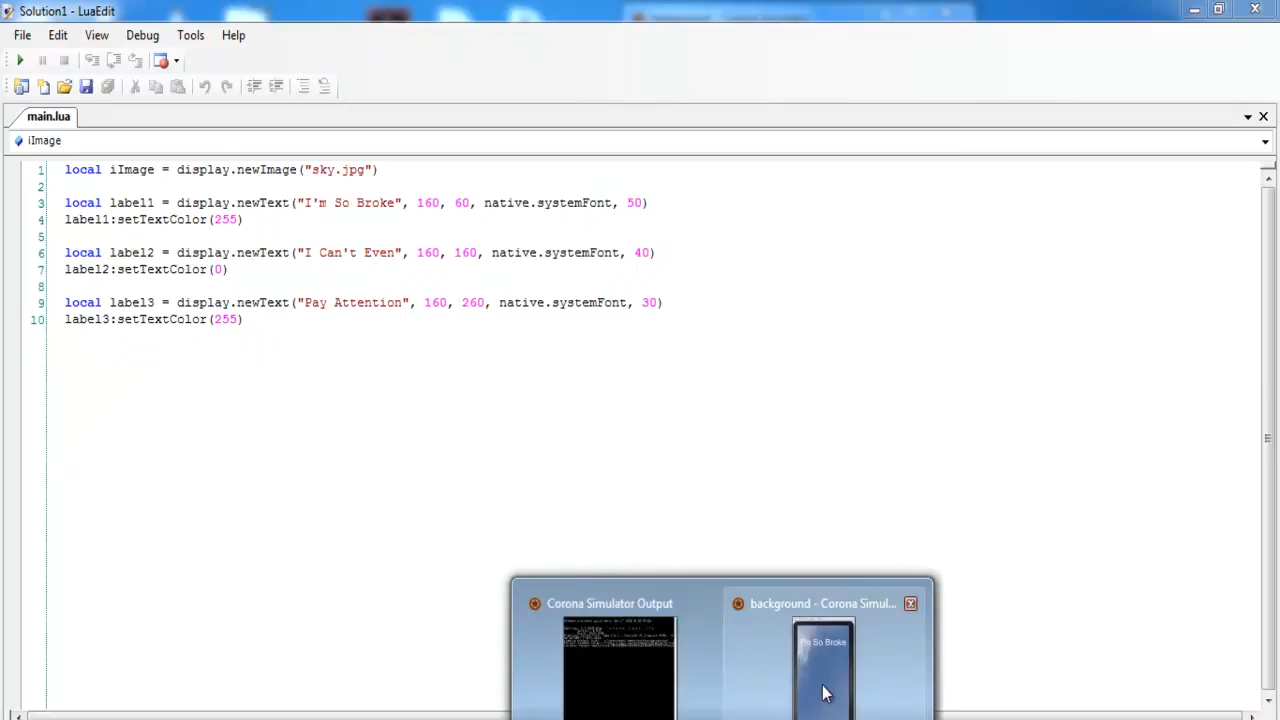 Solution1 - LuaEdit
File Edit View Debug Tools Help
main.lua
iImage
1 local iImage = display.newImage("sky.jpg")
2
3 local label1 = display.newText("I'm So Broke", 160, 60, native.systemFont, 50)
4 label1:setTextColor(255)
5
6 local label2 = display.newText("I Can't Even", 160, 160, native.systemFont, 40)
7 label2:setTextColor(0)
8
9 local label3 = display.newText("Pay Attention", 160, 260, native.systemFont, 30)
10 label3:setTextColor(255)
Corona Simulator Output
background - Corona Simul...
I'm So Broke